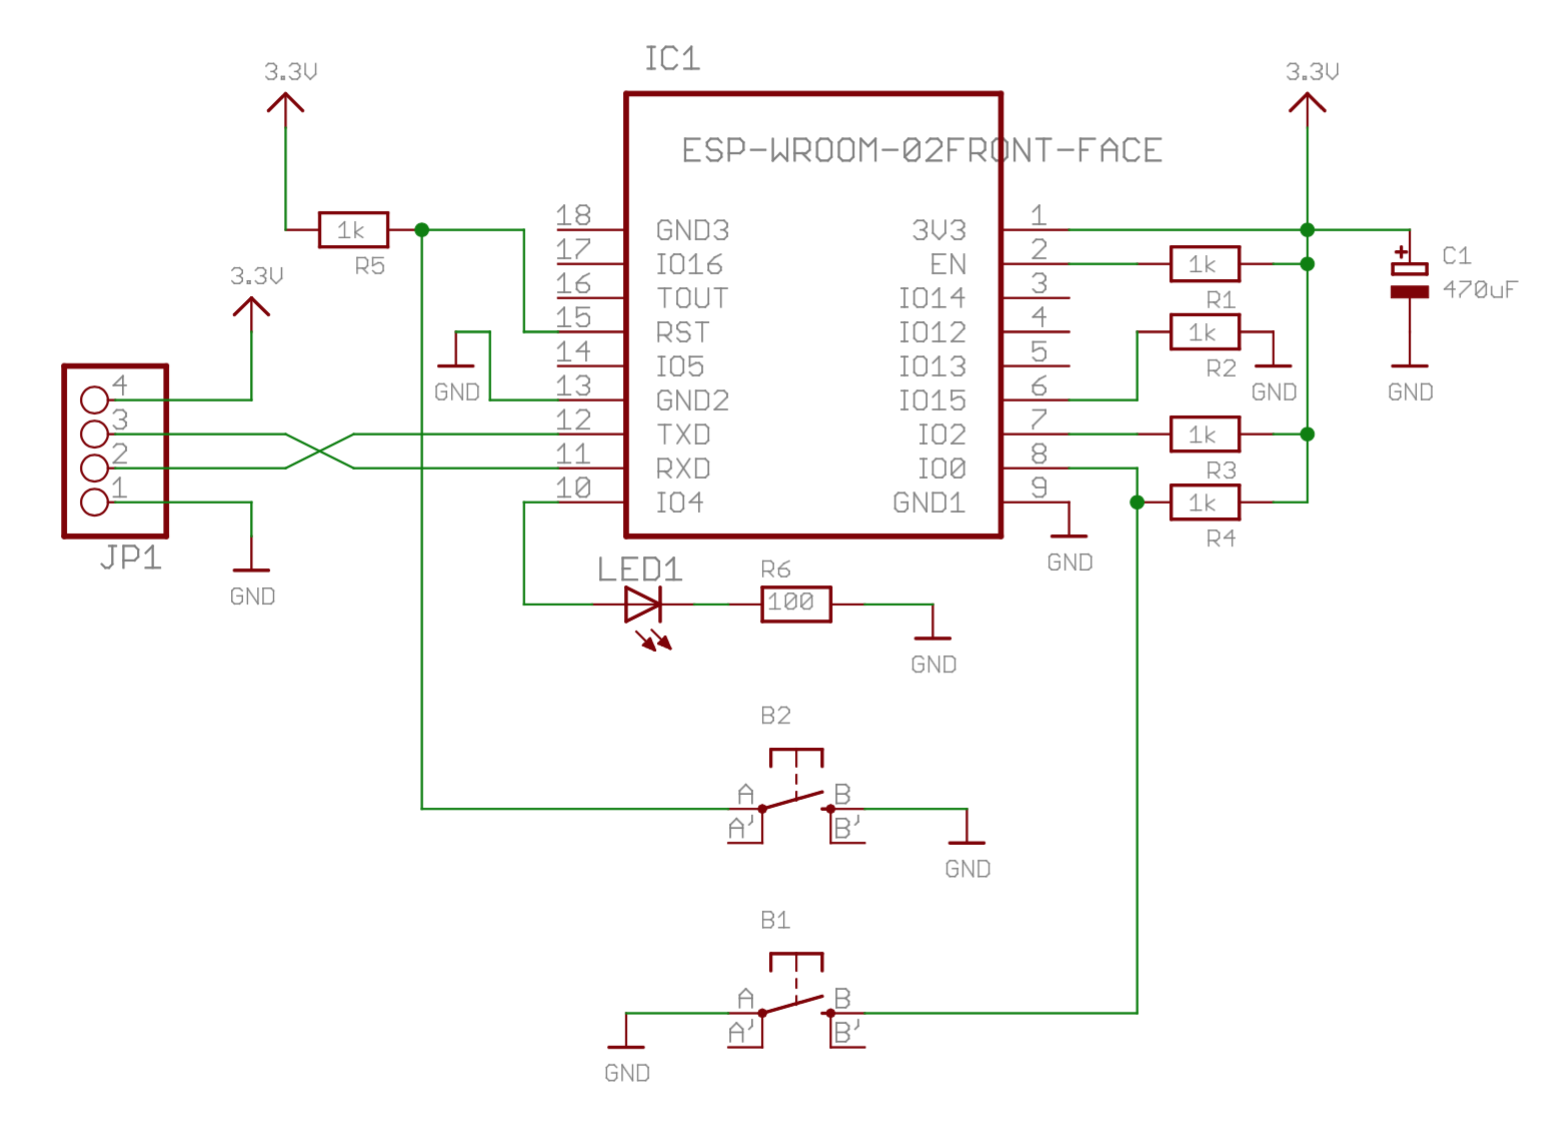 IC1
3.3V
3.3V
ESP-WROOM-02FRONT-FACE
18 GND3 3V3 1
17 IO16 EN 2
16 TOUT IO14 3
15 RST IO12 4
14 IO5 IO13 5
13 GND2 IO15 6
12 TXD IO2 7
11 RXD IO0 8
10 IO4 GND1 9
1k
R5
3.3V
1k
R1
1k
R2
GND
C1
470uF
GND
GND
1k
R3
1k
R4
GND
4
3
2
1
JP1
GND
LED1
R6
100
GND
B2
A B
A' B'
GND
B1
A B
A' B'
GND